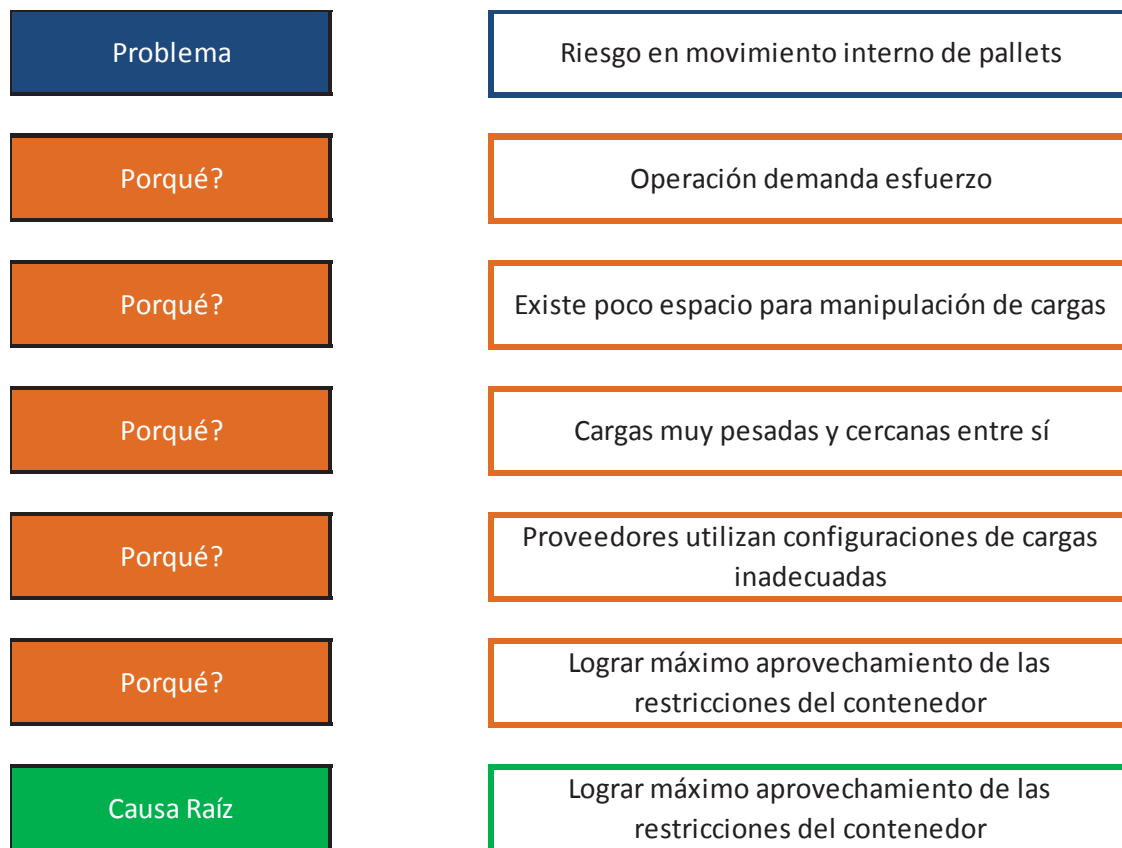 Problema
Riesgo en movimiento interno de pallets
Porqué?
Operación demanda esfuerzo
Porqué?
Existe poco espacio para manipulación de cargas
Porqué?
Cargas muy pesadas y cercanas entre sí
Porqué?
Proveedores utilizan configuraciones de cargas
inadecuadas
Porqué?
Lograr máximo aprovechamiento de las
restricciones del contenedor
Causa Raíz
Lograr máximo aprovechamiento de las
restricciones del contenedor